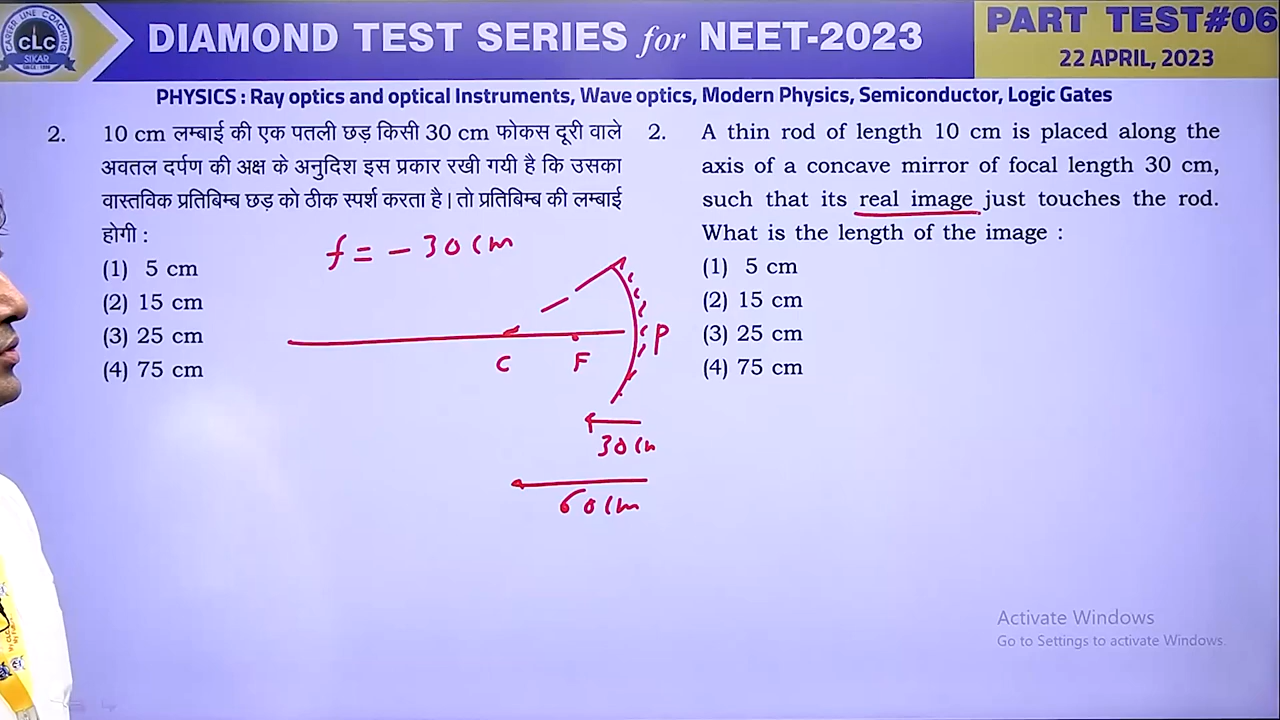 CAREER LINE COACHING
CLC
SIKAR
DIAMOND TEST SERIES for NEET-2023
PART TEST#06
22 APRIL, 2023
PHYSICS : Ray optics and optical Instruments, Wave optics, Modern Physics, Semiconductor, Logic Gates
2. 10 cm लम्बाई की एक पतली छड़ किसी 30 cm फोकस दूरी वाले
अवतल दर्पण की अक्ष के अनुदिश इस प्रकार रखी गयी है कि उसका
वास्तविक प्रतिबिम्ब छड़ को ठीक स्पर्श करता है। तो प्रतिबिम्ब की लम्बाई
होगी :
(1) 5 cm
(2) 15 cm
(3) 25 cm
(4) 75 cm
2. A thin rod of length 10 cm is placed along the
axis of a concave mirror of focal length 30 cm,
such that its real image just touches the rod.
What is the length of the image :
(1) 5 cm
(2) 15 cm
(3) 25 cm
(4) 75 cm
f = - 30 cm
C F P
30 cm
60 cm
Activate Windows
Go to Settings to activate Windows.